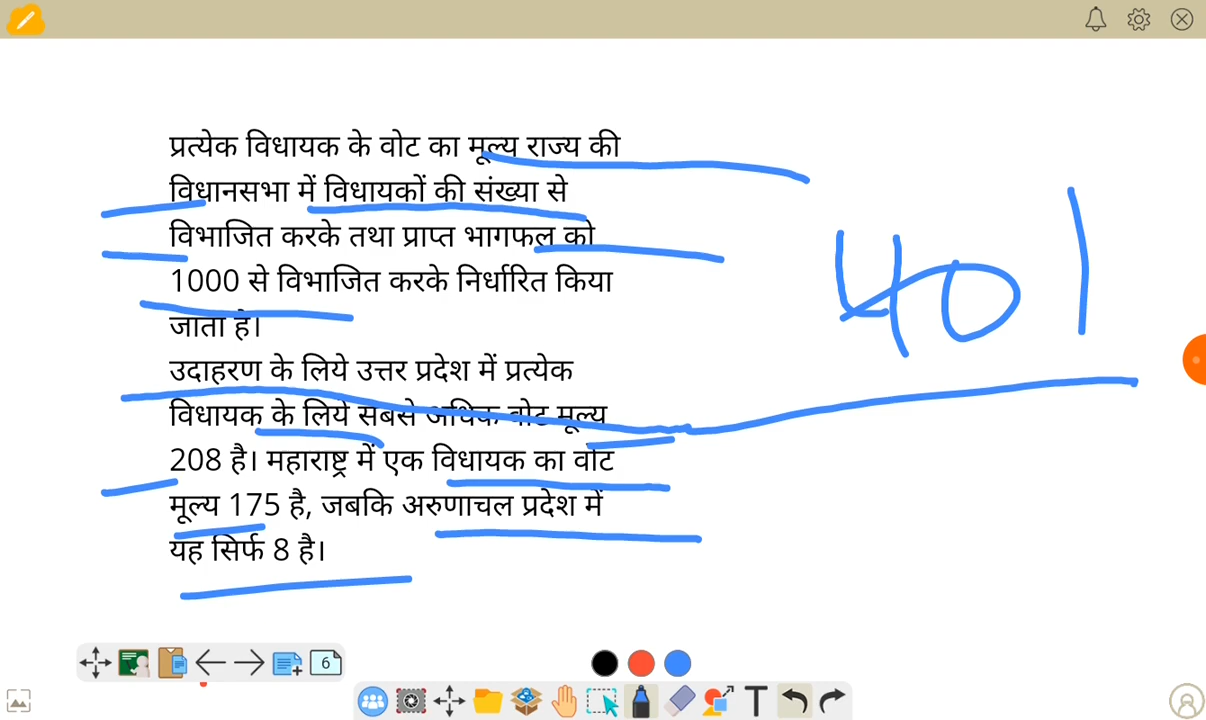 प्रत्येक विधायक के वोट का मूल्य राज्य की
विधानसभा में विधायकों की संख्या से
विभाजित करके तथा प्राप्त भागफल को
1000 से विभाजित करके निर्धारित किया
जाता है।
उदाहरण के लिये उत्तर प्रदेश में प्रत्येक
विधायक के लिये सबसे अधिक वोट मूल्य
208 है। महाराष्ट्र में एक विधायक का वोट
मूल्य 175 है, जबकि अरुणाचल प्रदेश में
यह सिर्फ 8 है।
401
6
T